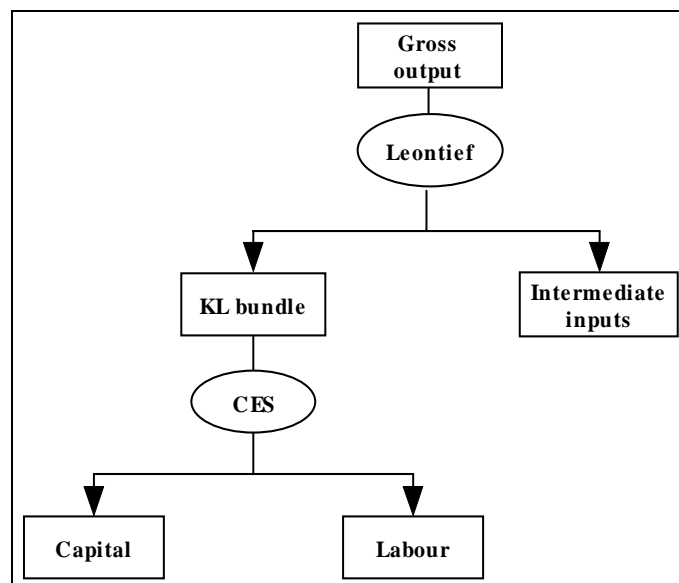 Gross
output
Leontief
KL bundle
Intermediate
inputs
CES
Capital
Labour